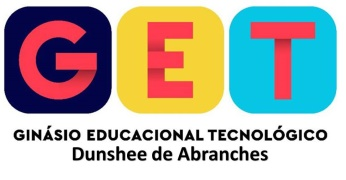 GET
GINÁSIO EDUCACIONAL TECNOLÓGICO
Dunshee de Abranches